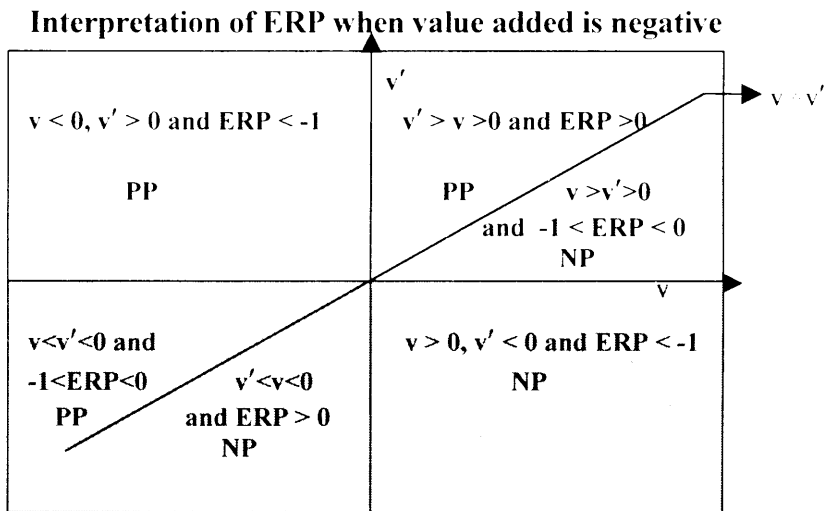 Interpretation of ERP when value added is negative
v′
v < 0, v′ > 0 and ERP < -1
PP
v′ > v >0 and ERP >0
PP
v >v′>0
and -1 < ERP < 0
NP
v v′
v
v<v′<0 and
-1<ERP<0
PP
v′<v<0
and ERP > 0
NP
v > 0, v′ < 0 and ERP < -1
NP